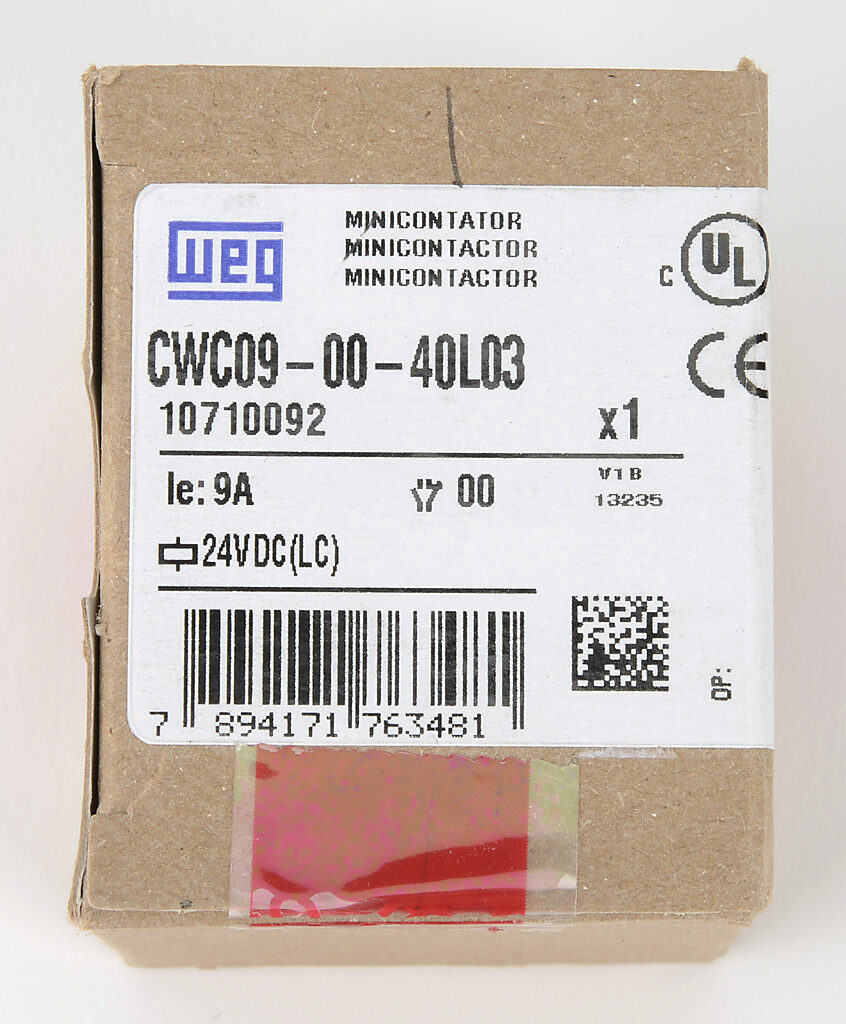 weg
MINICONTATOR
MINICONTACTOR
MINICONTACTOR
C UL
CE
CWC09-00-40L03
10710092
x1
Ie: 9A
00
V1B
13235
24VDC(LC)
OP:
7 894171 763481